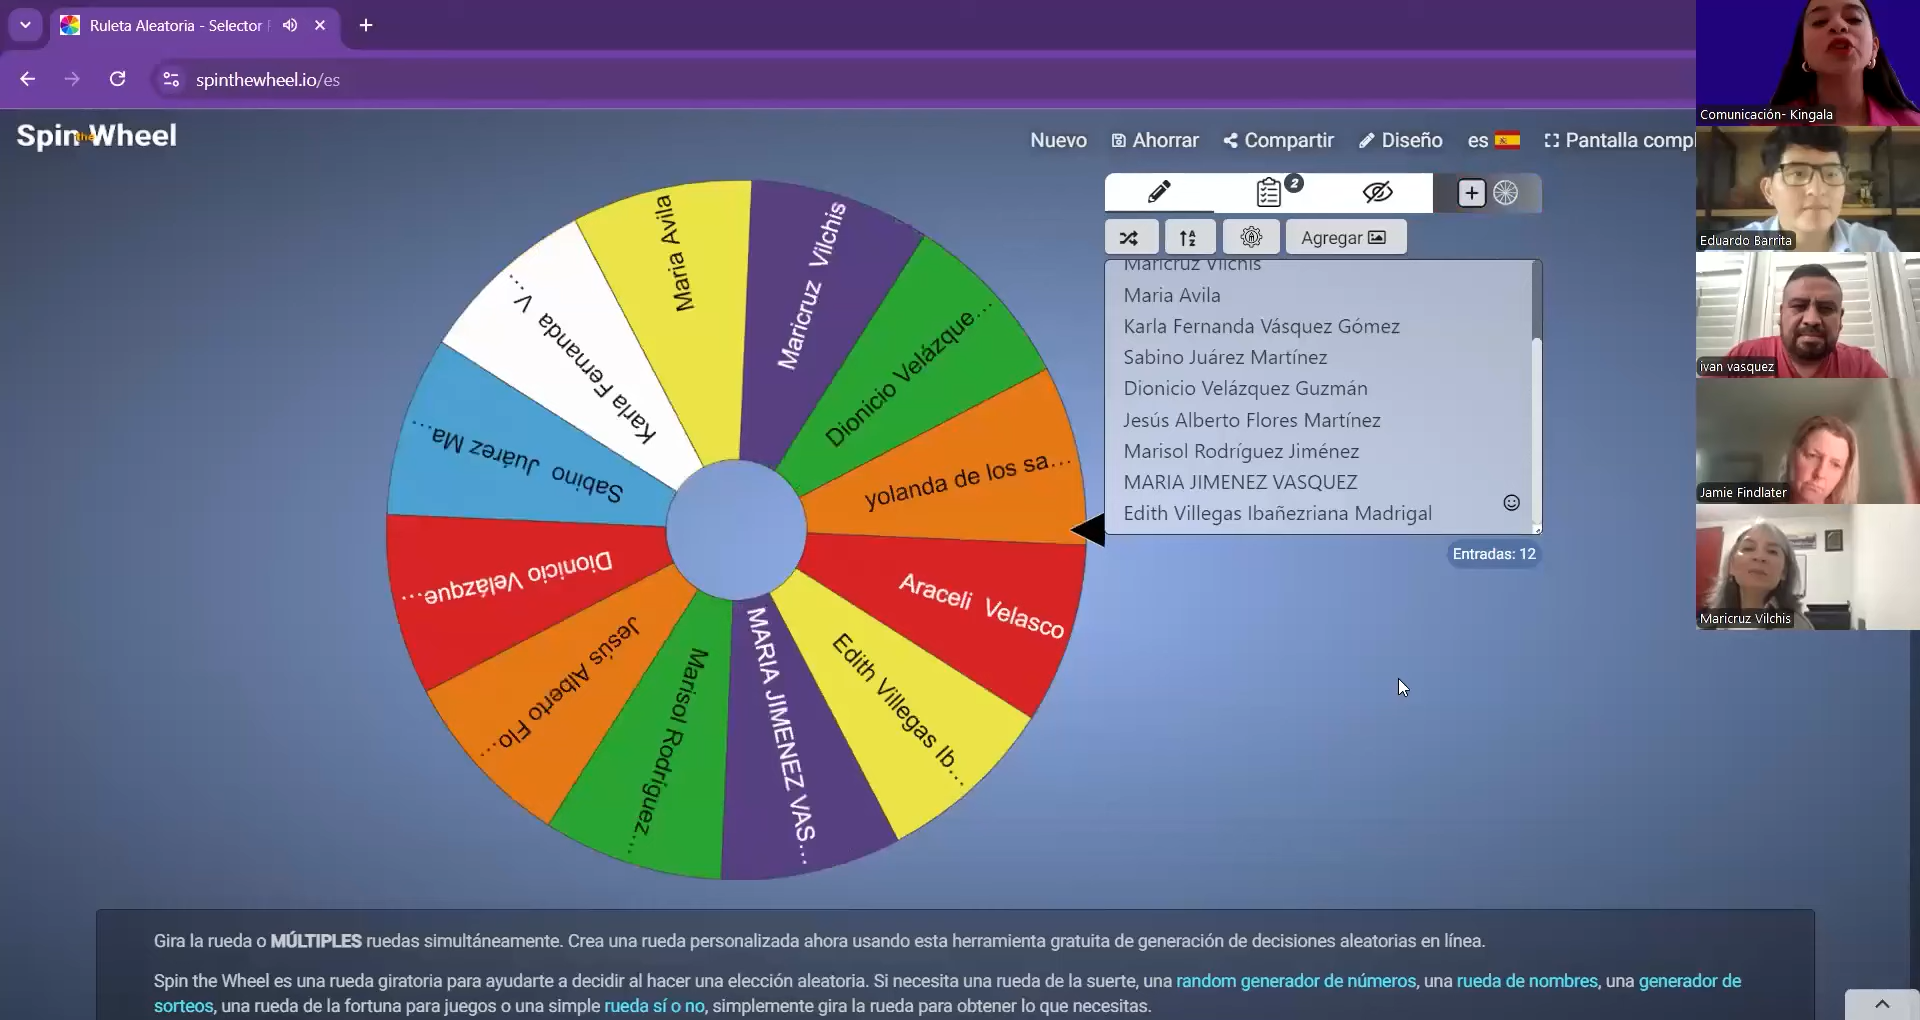 Ruleta Aleatoria - Selector
spinthewheel.io/es
Spin the Wheel
Nuevo
Ahorrar
Compartir
Diseño
es
Pantalla compl
2
Agregar
Maricruz Vilchis
Maria Avila
Karla Fernanda Vásquez Gómez
Sabino Juárez Martínez
Dionicio Velázquez Guzmán
Jesús Alberto Flores Martínez
Marisol Rodríguez Jiménez
MARIA JIMENEZ VASQUEZ
Edith Villegas Ibañezriana Madrigal
Entradas: 12
Maria Avila
Maricruz Vilchis
Dionicio Velázque...
yolanda de los sa...
Araceli Velasco
Edith Villegas Ib...
MARIA JIMENEZ VAS...
Marisol Rodríguez...
Jesús Alberto Flo...
Dionicio Velázque...
Sabino Juárez Ma...
Karla Fernanda V...
Comunicación- Kingala
Eduardo Barrita
ivan vasquez
Jamie Findlater
Maricruz Vilchis
Gira la rueda o MÚLTIPLES ruedas simultáneamente. Crea una rueda personalizada ahora usando esta herramienta gratuita de generación de decisiones aleatorias en línea.
Spin the Wheel es una rueda giratoria para ayudarte a decidir al hacer una elección aleatoria. Si necesita una rueda de la suerte, una random generador de números, una rueda de nombres, una generador de
sorteos, una rueda de la fortuna para juegos o una simple rueda sí o no, simplemente gira la rueda para obtener lo que necesitas.